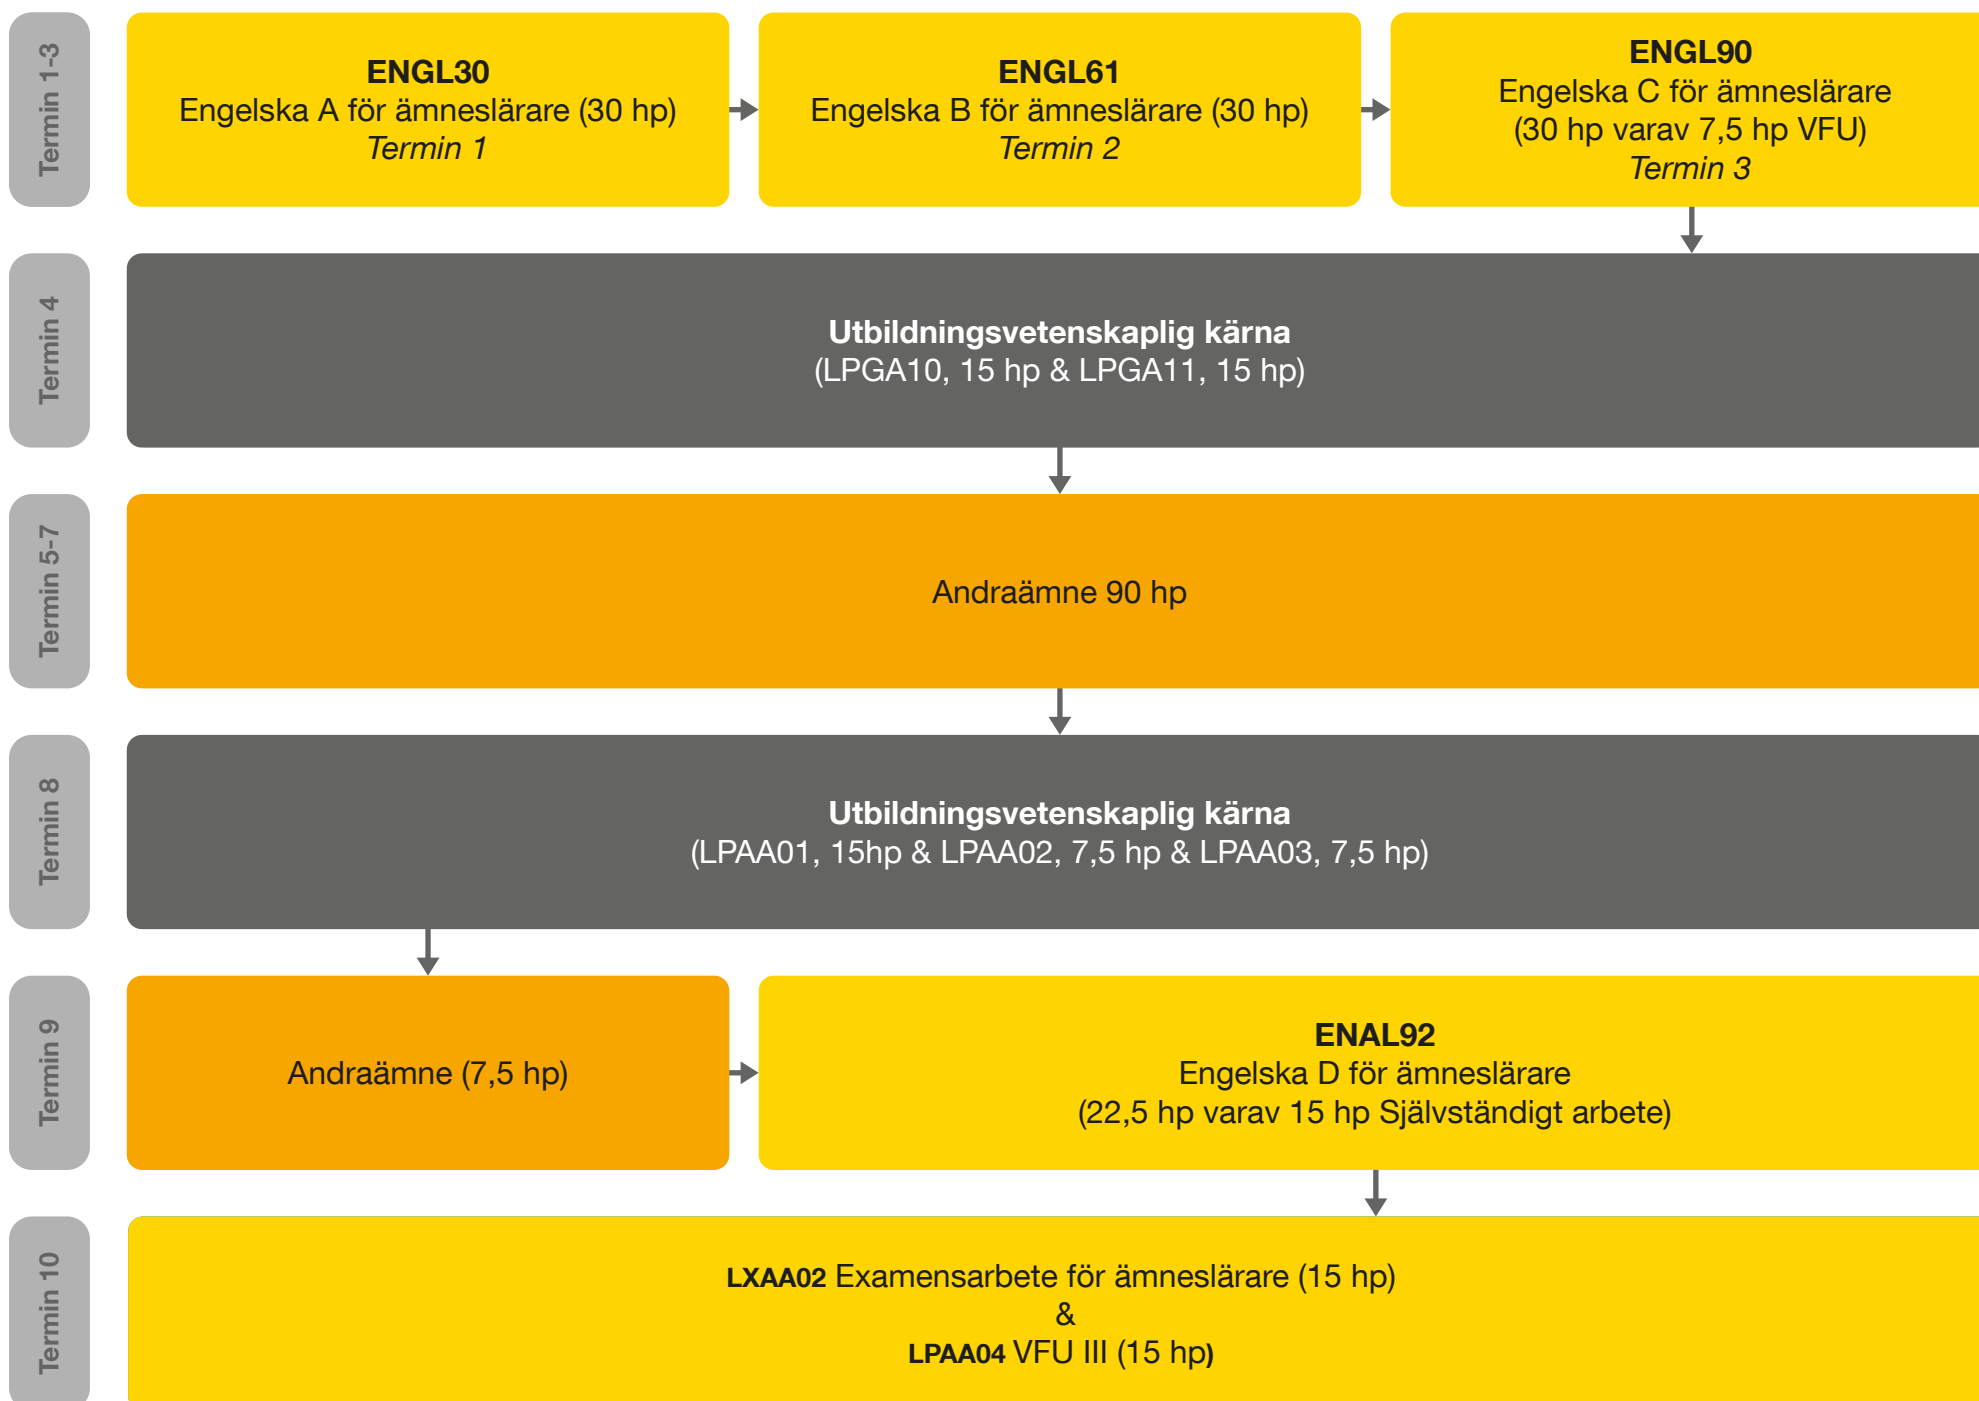 Termin 1-3
ENGL30
Engelska A för ämneslärare (30 hp)
Termin 1
ENGL61
Engelska B för ämneslärare (30 hp)
Termin 2
ENGL90
Engelska C för ämneslärare
(30 hp varav 7,5 hp VFU)
Termin 3
Termin 4
Utbildningsvetenskaplig kärna
(LPGA10, 15 hp & LPGA11, 15 hp)
Termin 5-7
Andraämne 90 hp
Termin 8
Utbildningsvetenskaplig kärna
(LPAA01, 15hp & LPAA02, 7,5 hp & LPAA03, 7,5 hp)
Termin 9
Andraämne (7,5 hp)
ENAL92
Engelska D för ämneslärare
(22,5 hp varav 15 hp Självständigt arbete)
Termin 10
LXAA02 Examensarbete för ämneslärare (15 hp)
&
LPAA04 VFU III (15 hp)